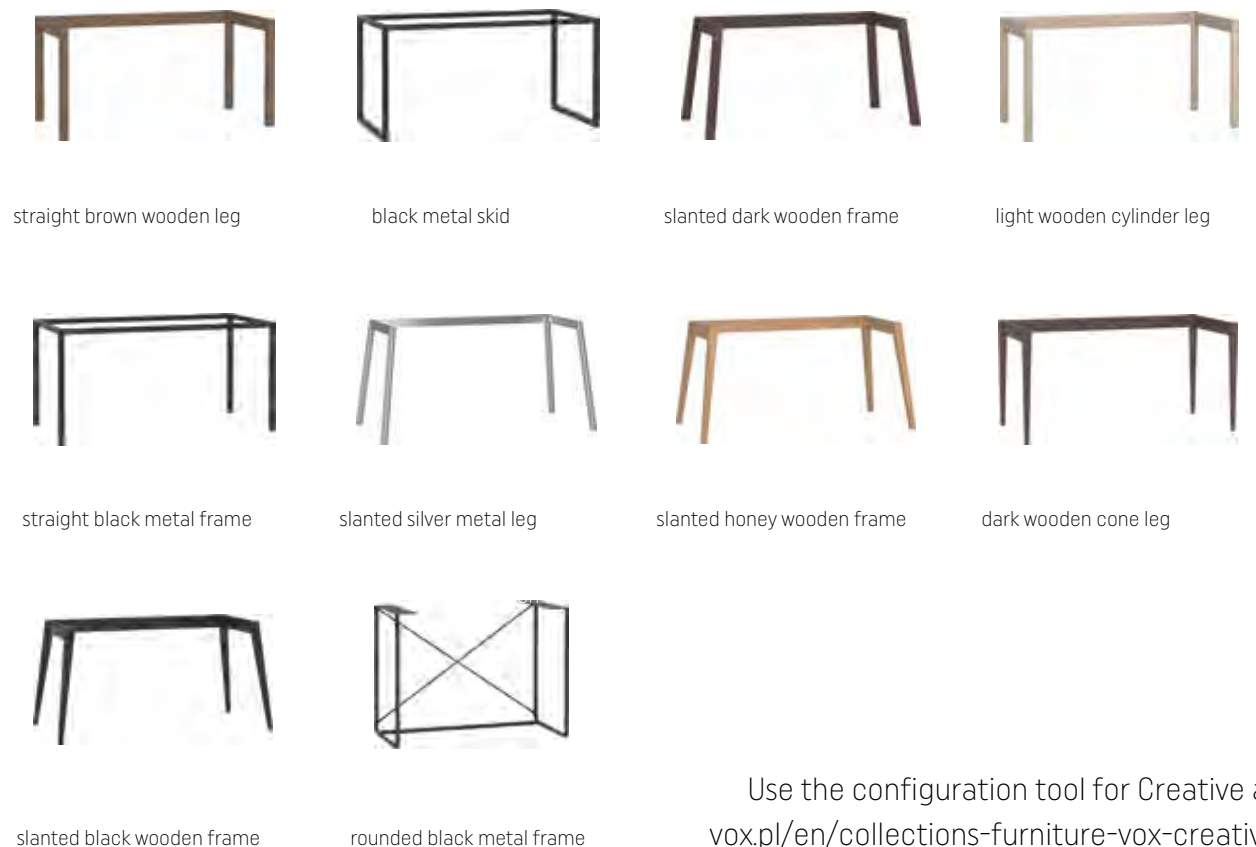 straight brown wooden leg
black metal skid
slanted dark wooden frame
light wooden cylinder leg
straight black metal frame
slanted silver metal leg
slanted honey wooden frame
dark wooden cone leg
slanted black wooden frame
rounded black metal frame
Use the configuration tool for Creative
vox.pl/en/collections-furniture-vox-creativ